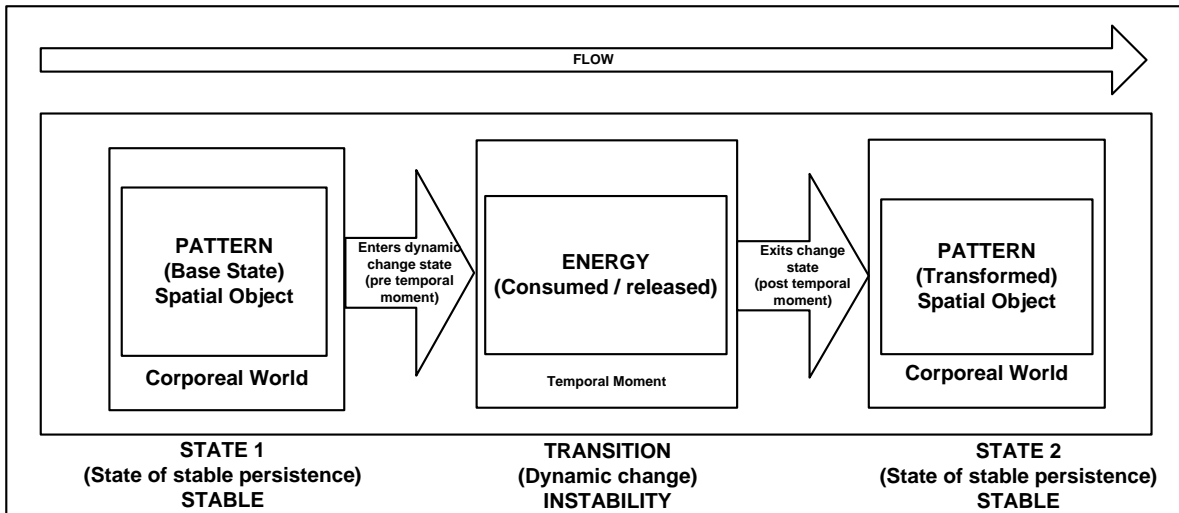 FLOW
PATTERN
(Base State)
Spatial Object
Corporeal World
Enters dynamic
change state
(pre temporal
moment)
ENERGY
(Consumed / released)
Temporal Moment
Exits change
state
(post temporal
moment)
PATTERN
(Transformed)
Spatial Object
Corporeal World
STATE 1
(State of stable persistence)
STABLE
TRANSITION
(Dynamic change)
INSTABILITY
STATE 2
(State of stable persistence)
STABLE